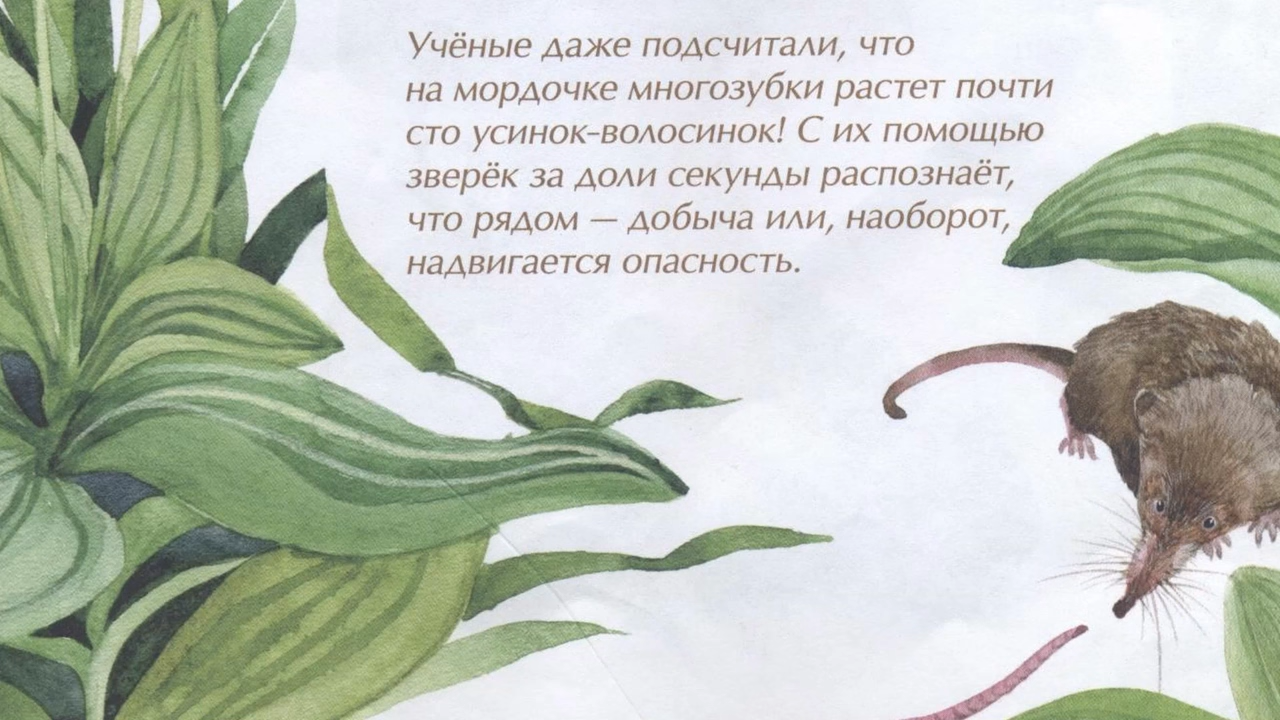 Учёные даже подсчитали, что
на мордочке многозубки растет почти
сто усинок-волосинок! С их помощью
зверёк за доли секунды распознаёт,
что рядом — добыча или, наоборот,
надвигается опасность.